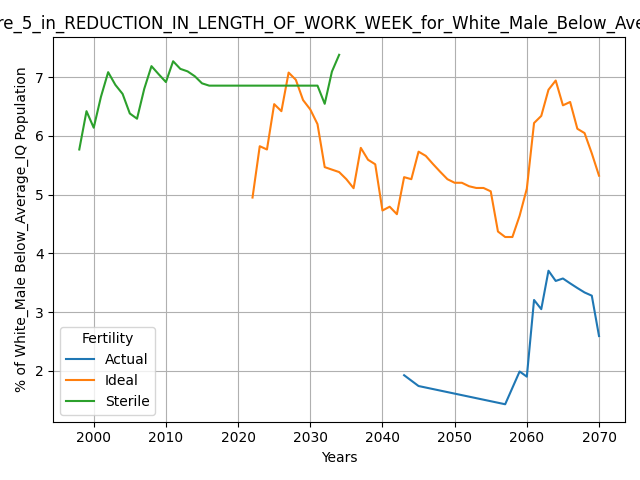 re_5_in_REDUCTION_IN_LENGTH_OF_WORK_WEEK_for_White_Male_Below_Ave
% of White_Male Below_Average_IQ Population
7
6
5
4
3
2
Fertility
Actual
Ideal
Sterile
2000 2010 2020 2030 2040 2050 2060 2070
Years